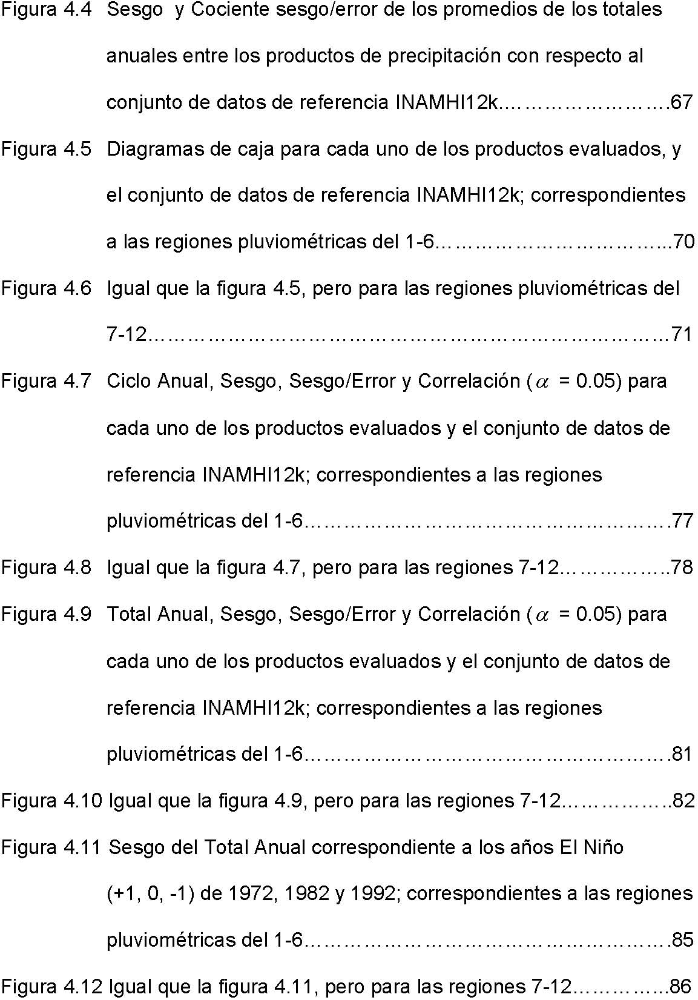 Figura 4.4 Sesgo y Cociente sesgo/error de los promedios de los totales
anuales entre los productos de precipitación con respecto al
conjunto de datos de referencia INAMHI12k.…………………….67
Figura 4.5 Diagramas de caja para cada uno de los productos evaluados, y
el conjunto de datos de referencia INAMHI12k; correspondientes
a las regiones pluviométricas del 1-6……………………………...70
Figura 4.6 Igual que la figura 4.5, pero para las regiones pluviométricas del
7-12……………………………………………………………………71
Figura 4.7 Ciclo Anual, Sesgo, Sesgo/Error y Correlación (α = 0.05) para
cada uno de los productos evaluados y el conjunto de datos de
referencia INAMHI12k; correspondientes a las regiones
pluviométricas del 1-6……………………………………………….77
Figura 4.8 Igual que la figura 4.7, pero para las regiones 7-12……………..78
Figura 4.9 Total Anual, Sesgo, Sesgo/Error y Correlación (α = 0.05) para
cada uno de los productos evaluados y el conjunto de datos de
referencia INAMHI12k; correspondientes a las regiones
pluviométricas del 1-6……………………………………………….81
Figura 4.10 Igual que la figura 4.9, pero para las regiones 7-12……………..82
Figura 4.11 Sesgo del Total Anual correspondiente a los años El Niño
(+1, 0, -1) de 1972, 1982 y 1992; correspondientes a las regiones
pluviométricas del 1-6……………………………………………….85
Figura 4.12 Igual que la figura 4.11, pero para las regiones 7-12…………...86